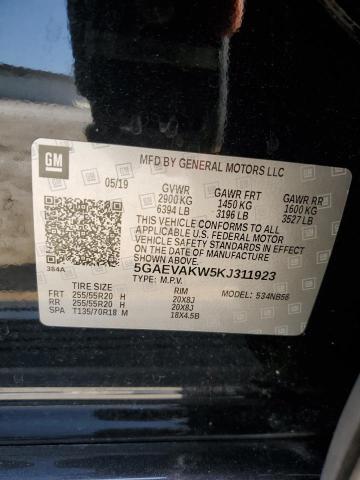 GM
MFD BY GENERAL MOTORS LLC
05/19 GVWR GAWR FRT GAWR RR
2900 KG 1450 KG 1600 KG
6394 LB 3196 LB 3527 LB
THIS VEHICLE CONFORMS TO ALL
APPLICABLE U.S. FEDERAL MOTOR
VEHICLE SAFETY STANDARDS IN EFFECT
ON THE DATE OF MANUFACTURE
SHOWN ABOVE.
384A 5GAEVAKW5KJ311923
TYPE: M.P.V. MODEL: 534NB56
TIRE SIZE RIM
FRT 255/55R20 H 20X8J
RR 255/55R20 H 20X8J
SPA T135/70R18 M 18X4.5B